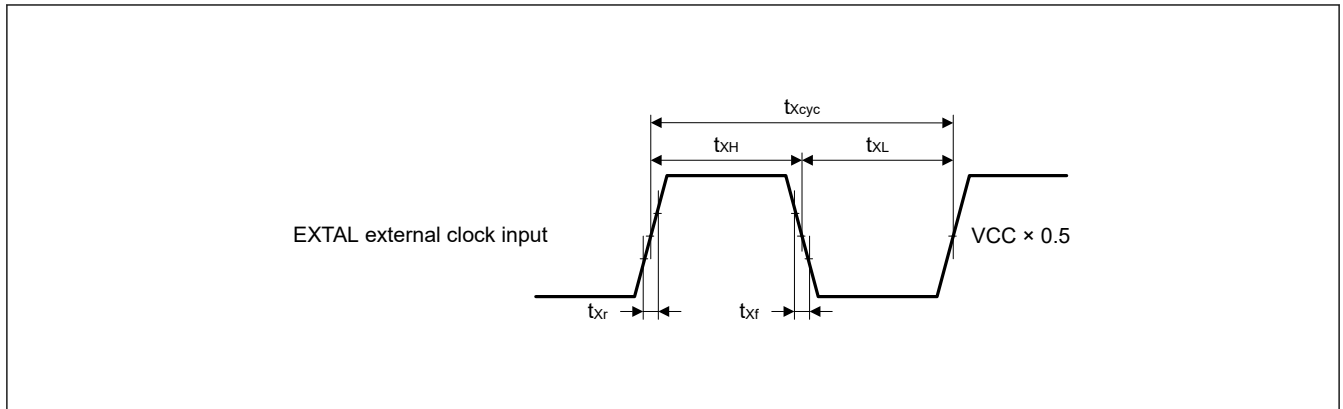 tXcyc
tXH
tXL
EXTAL external clock input
VCC × 0.5
tXr
tXf